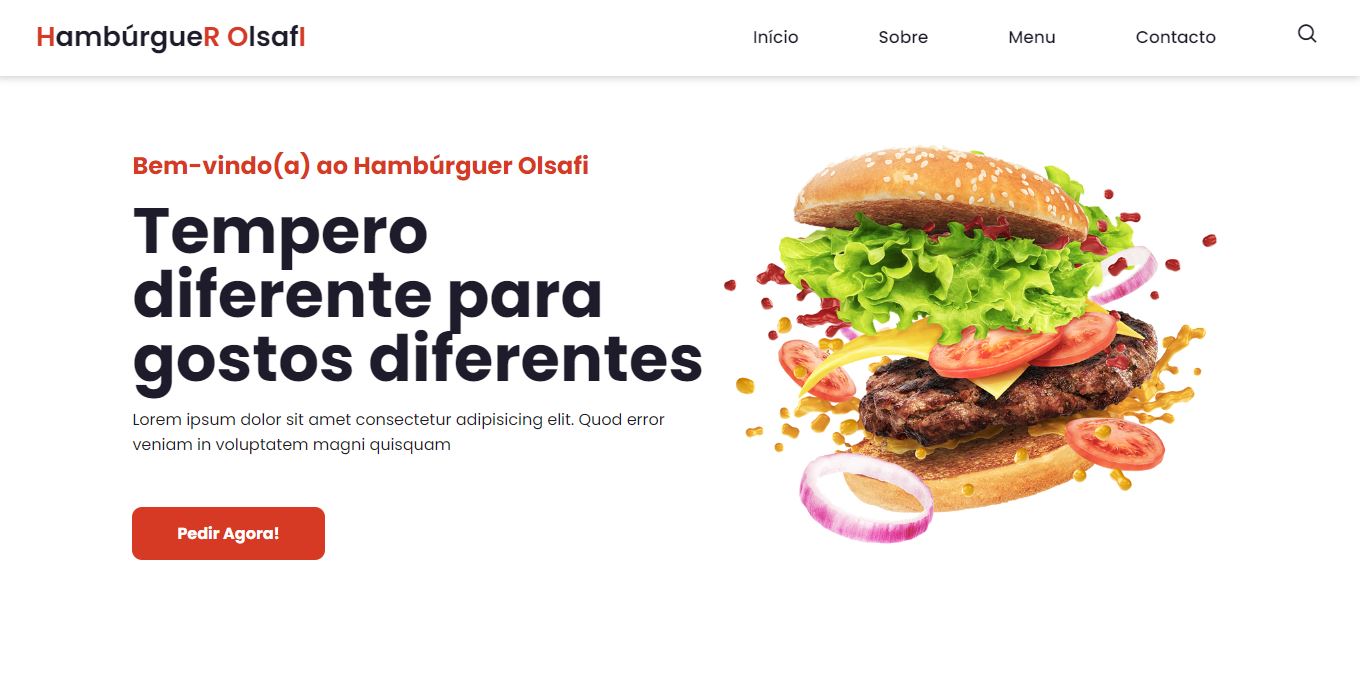 HambúrgueR OlsafI
Início Sobre Menu Contacto
Bem-vindo(a) ao Hambúrguer Olsafi
Tempero
diferente para
gostos diferentes
Lorem ipsum dolor sit amet consectetur adipisicing elit. Quod error
veniam in voluptatem magni quisquam
Pedir Agora!